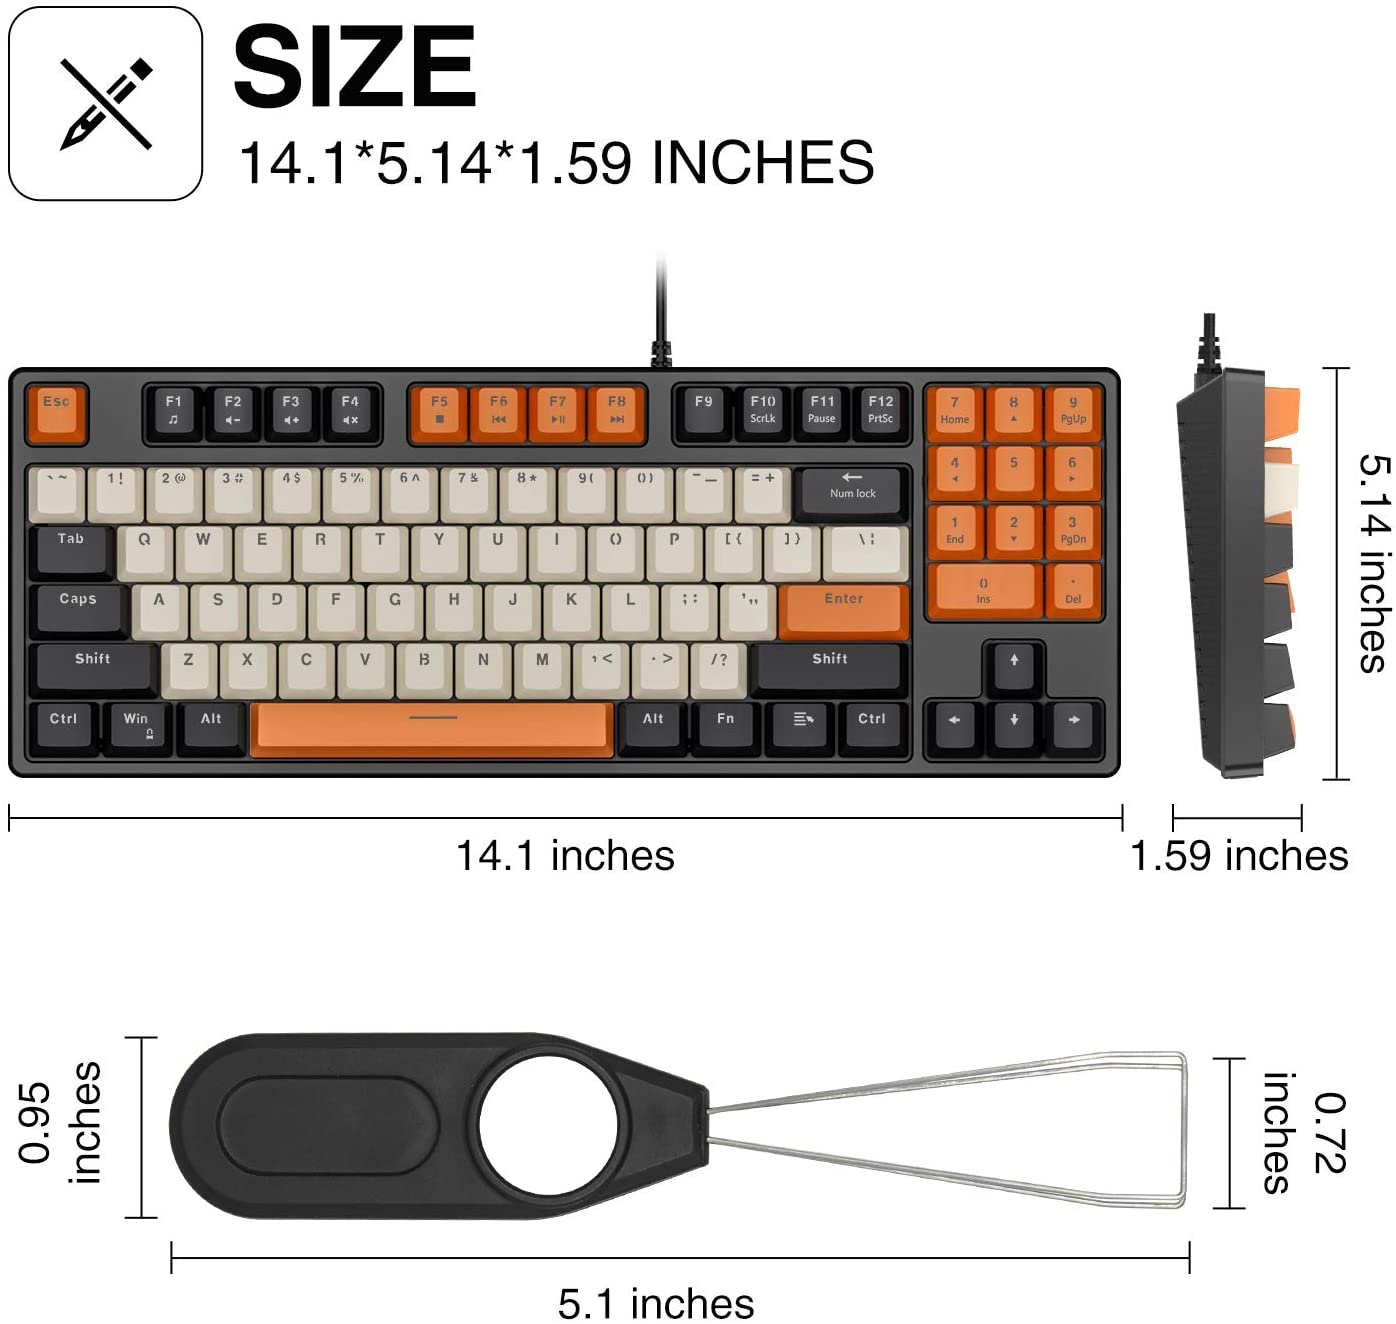 SIZE
14.1*5.14*1.59 INCHES
Esc F1 F2 F3 F4 F5 F6 F7 F8 F9 F10 F11 F12 7 8 9
ScrLk Pause PrtSc Home PgUp
` ~ 1 ! 2 @ 3 # 4 $ 5 % 6 ^ 7 & 8 * 9 ( 0 ) - _ = + ← 4 5 6
Num lock
Tab Q W E R T Y U I O P [ { ] } \ ¦ 1 2 3
End PgDn
Caps A S D F G H J K L ; : ' " Enter 0 .
Ins Del
Shift Z X C V B N M , < . > / ? Shift
Ctrl Win Alt Alt Fn Ctrl
5.14 inches
14.1 inches
1.59 inches
0.95
inches
0.72
inches
5.1 inches